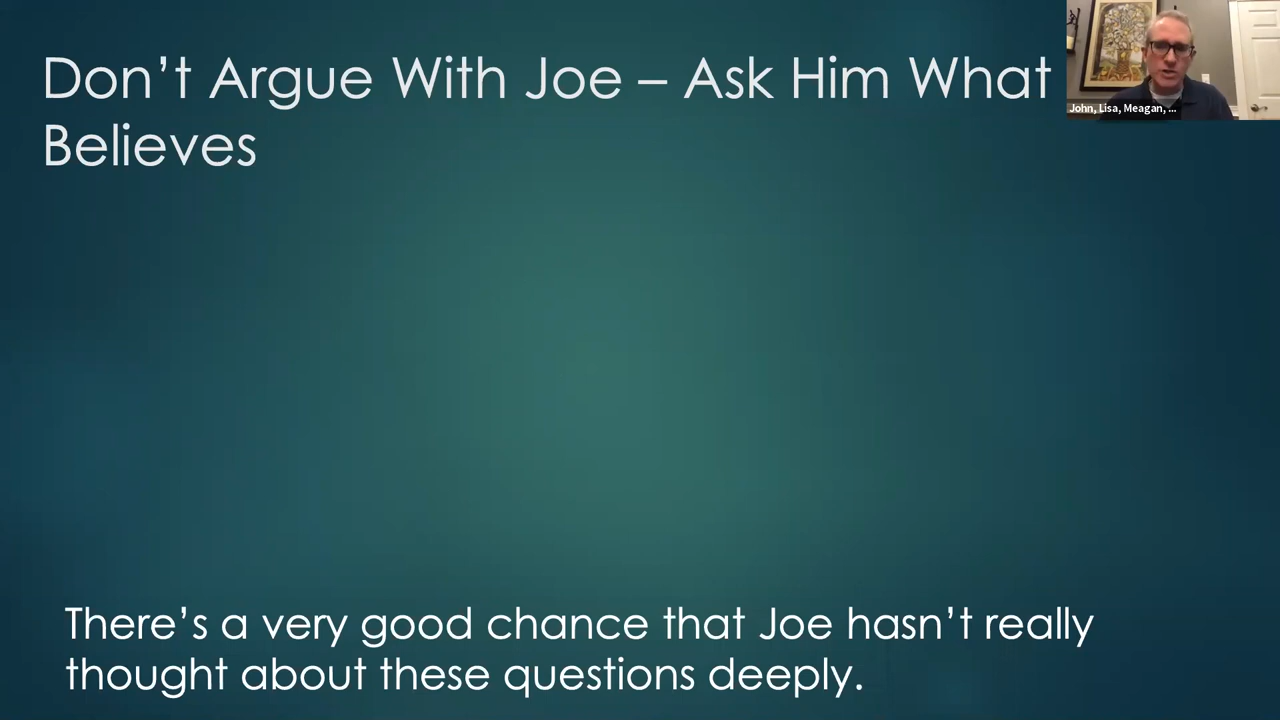 Don’t Argue With Joe – Ask Him What
Believes
John, Lisa, Meagan, ...
There’s a very good chance that Joe hasn’t really
thought about these questions deeply.